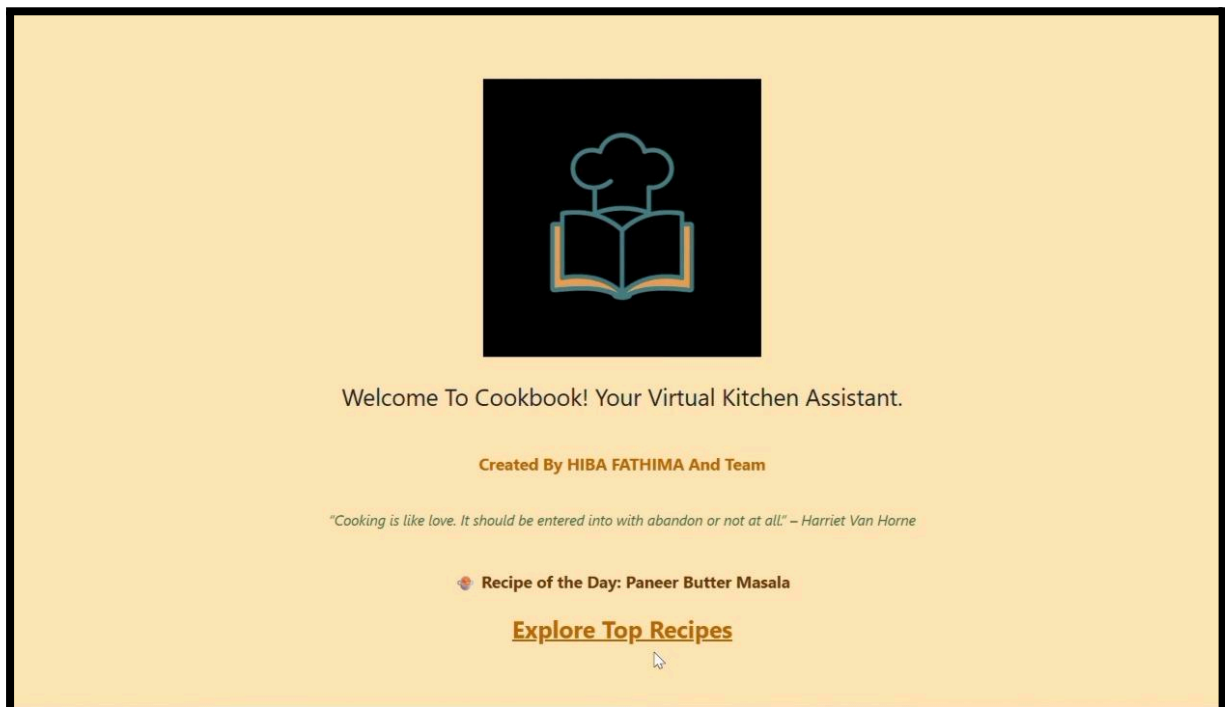 Welcome To Cookbook! Your Virtual Kitchen Assistant.
Created By HIBA FATHIMA And Team
"Cooking is like love. It should be entered into with abandon or not at all." – Harriet Van Horne
Recipe of the Day: Paneer Butter Masala
Explore Top Recipes